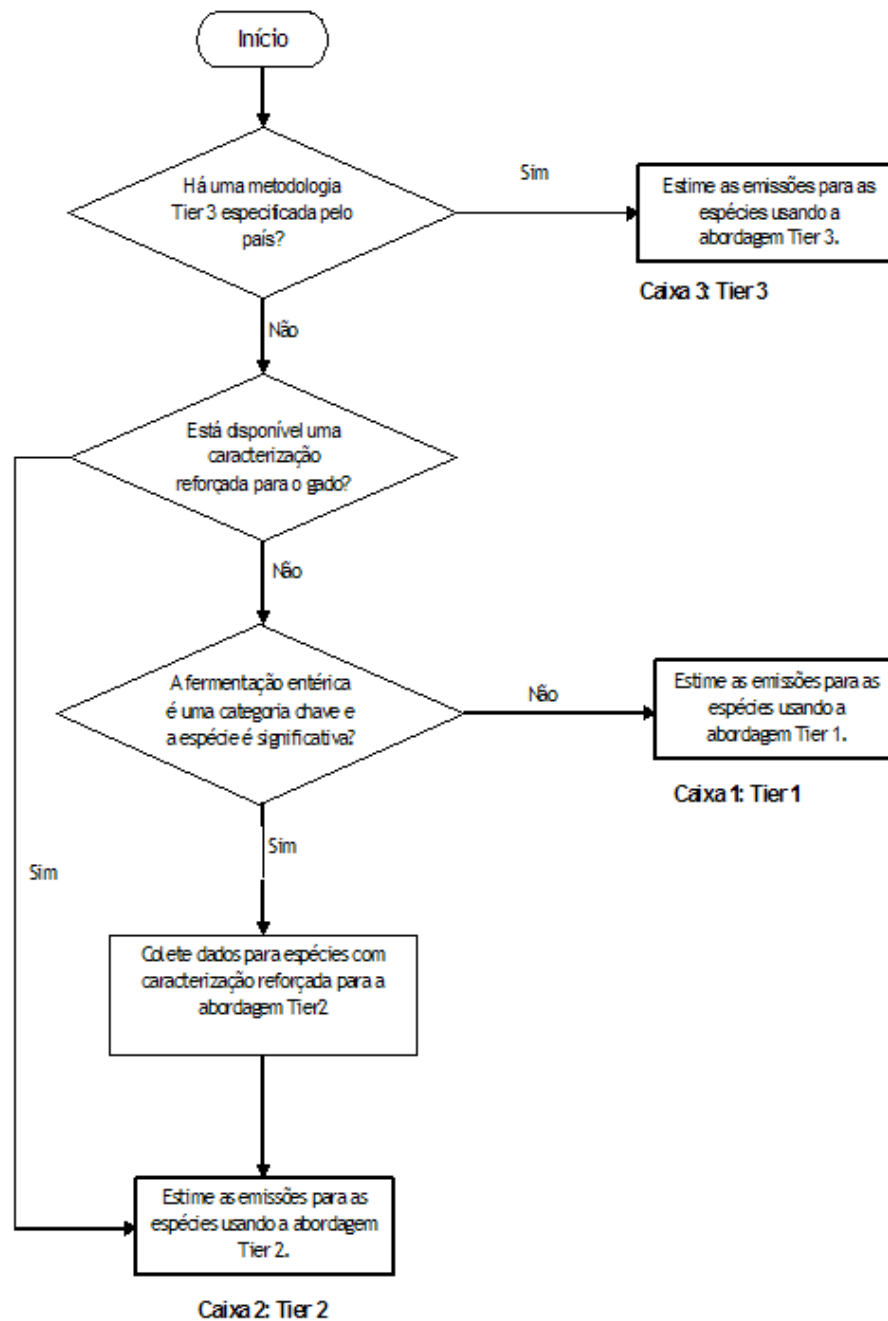 Início
Há uma metodologia
Tier 3 especificada pelo
país?
Sim
Estime as emissões para as
espécies usando a
abordagem Tier 3.
Caixa 3: Tier 3
Não
Está disponível uma
caracterização
reforçada para o gado?
Não
A fermentação entérica
é uma categoria chave e
a espécie é significativa?
Não
Estime as emissões para as
espécies usando a
abordagem Tier 1.
Caixa 1: Tier 1
Sim
Sim
Colete dados para espécies com
caracterização reforçada para a
abordagem Tier2
Estime as emissões para as
espécies usando a abordagem
Tier 2.
Caixa 2: Tier 2